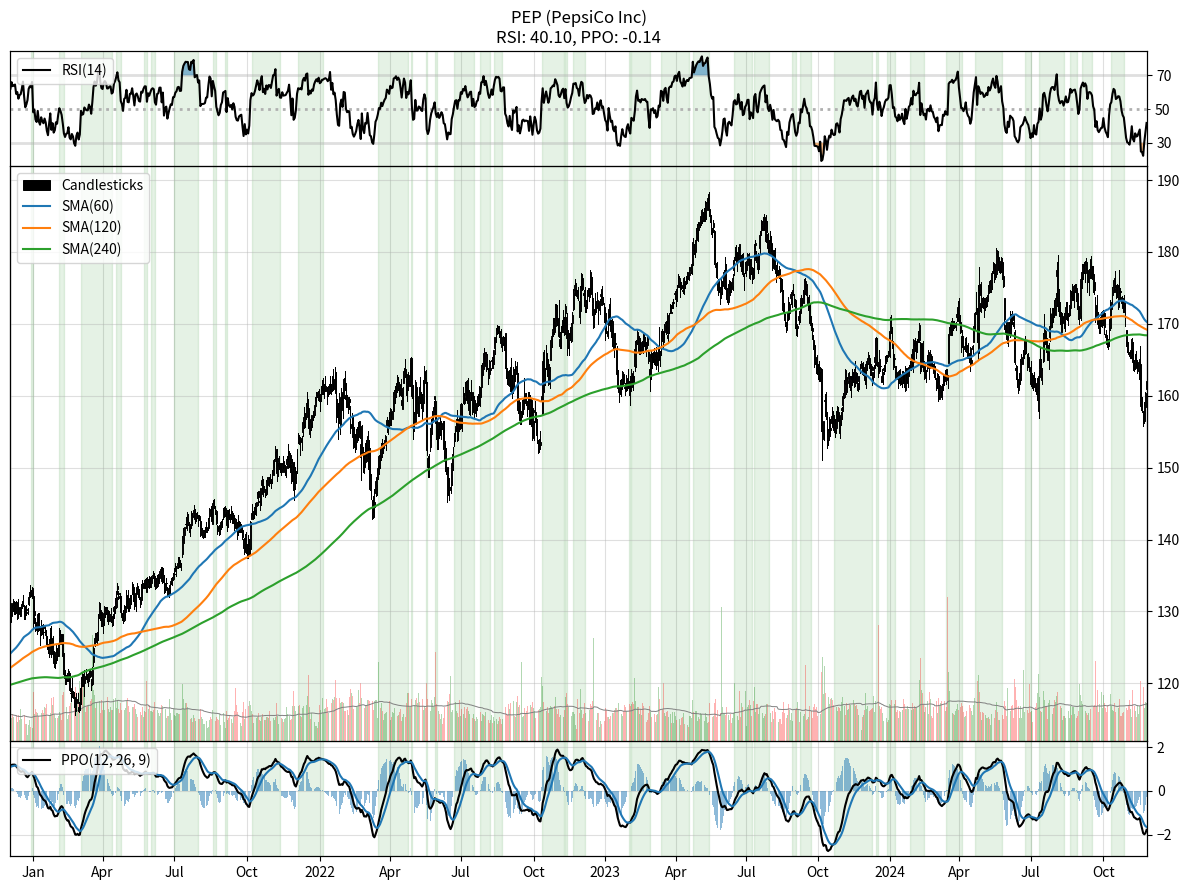 PEP (PepsiCo Inc)
RSI: 40.10, PPO: -0.14
RSI(14)
70
50
30
Candlesticks
SMA(60)
SMA(120)
SMA(240)
190
180
170
160
150
140
130
120
PPO(12, 26, 9)
2
0
−2
Jan Apr Jul Oct 2022 Apr Jul Oct 2023 Apr Jul Oct 2024 Apr Jul Oct